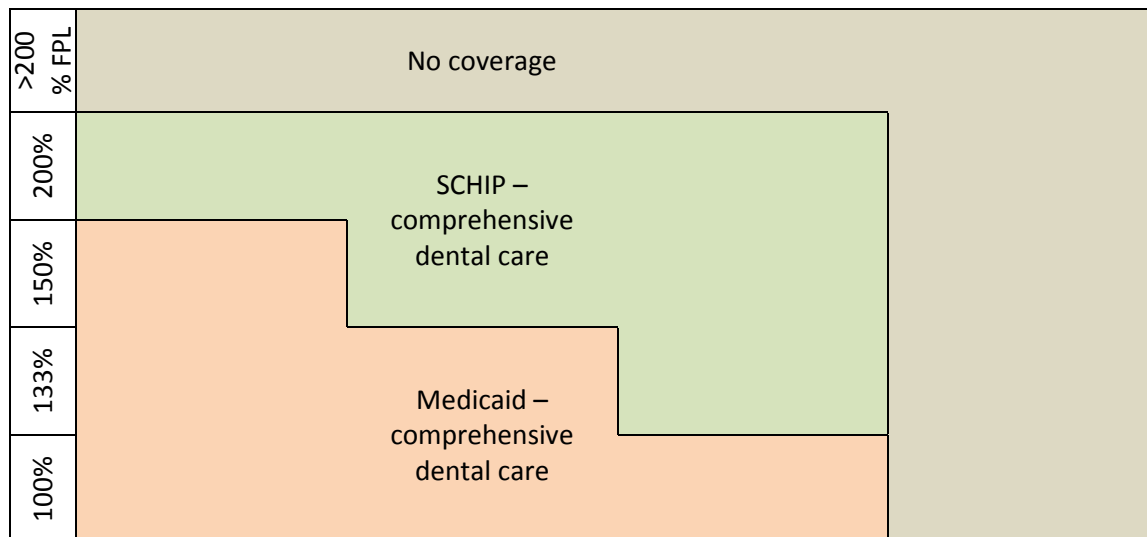 >200
% FPL
No coverage
200%
SCHIP –
comprehensive
dental care
150%
133%
Medicaid –
comprehensive
dental care
100%